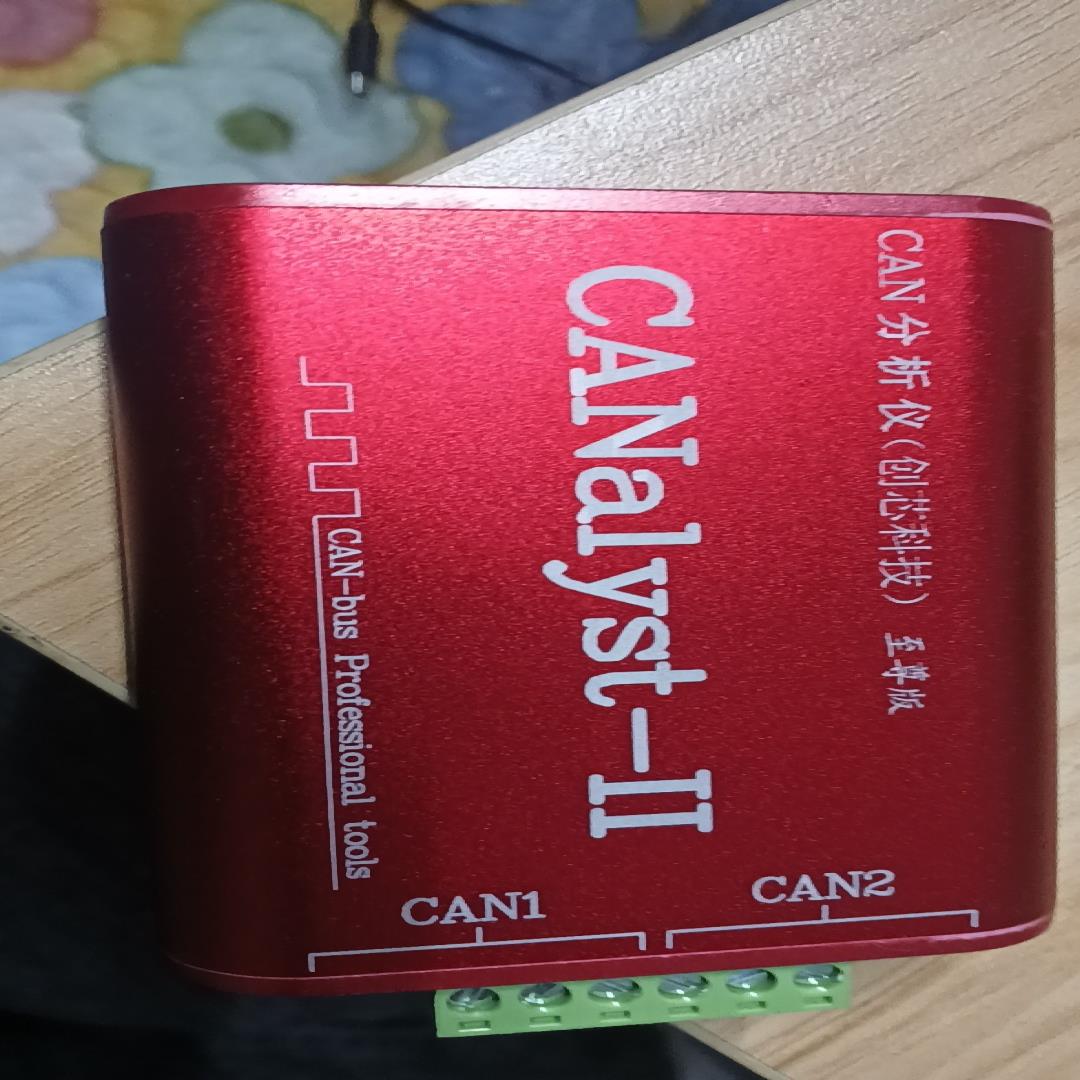 CAN分析仪(创芯科技) 至尊版
CANalyst-II
CAN-bus Professional tools
CAN1
CAN2